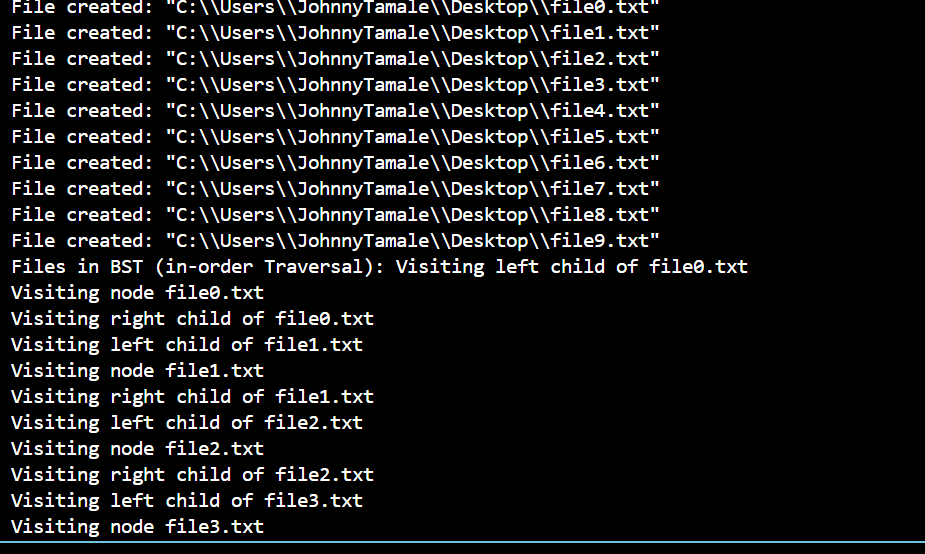 File created: "C:\\Users\\JohnnyTamale\\Desktop\\file0.txt"
File created: "C:\\Users\\JohnnyTamale\\Desktop\\file1.txt"
File created: "C:\\Users\\JohnnyTamale\\Desktop\\file2.txt"
File created: "C:\\Users\\JohnnyTamale\\Desktop\\file3.txt"
File created: "C:\\Users\\JohnnyTamale\\Desktop\\file4.txt"
File created: "C:\\Users\\JohnnyTamale\\Desktop\\file5.txt"
File created: "C:\\Users\\JohnnyTamale\\Desktop\\file6.txt"
File created: "C:\\Users\\JohnnyTamale\\Desktop\\file7.txt"
File created: "C:\\Users\\JohnnyTamale\\Desktop\\file8.txt"
File created: "C:\\Users\\JohnnyTamale\\Desktop\\file9.txt"
Files in BST (in-order Traversal): Visiting left child of file0.txt
Visiting node file0.txt
Visiting right child of file0.txt
Visiting left child of file1.txt
Visiting node file1.txt
Visiting right child of file1.txt
Visiting left child of file2.txt
Visiting node file2.txt
Visiting right child of file2.txt
Visiting left child of file3.txt
Visiting node file3.txt